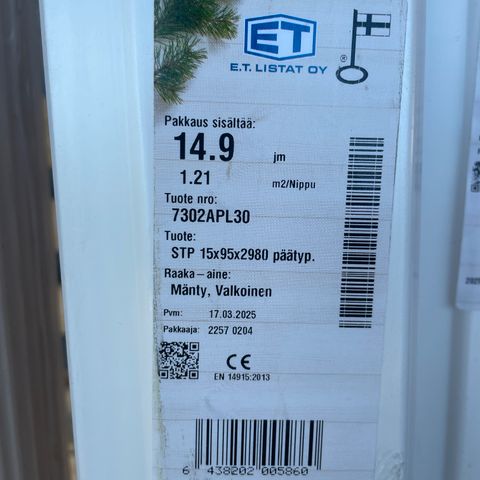 ET
E.T. LISTAT OY
®
Pakkaus sisältää:
14.9 jm
1.21 m2/Nippu
Tuote nro:
7302APL30
Tuote:
STP 15x95x2980 päätyp.
Raaka-aine:
Mänty, Valkoinen
Pvm: 17.03.2025
Pakkaaja: 2257 0204
CE
EN 14915:2013
6 438202 005860